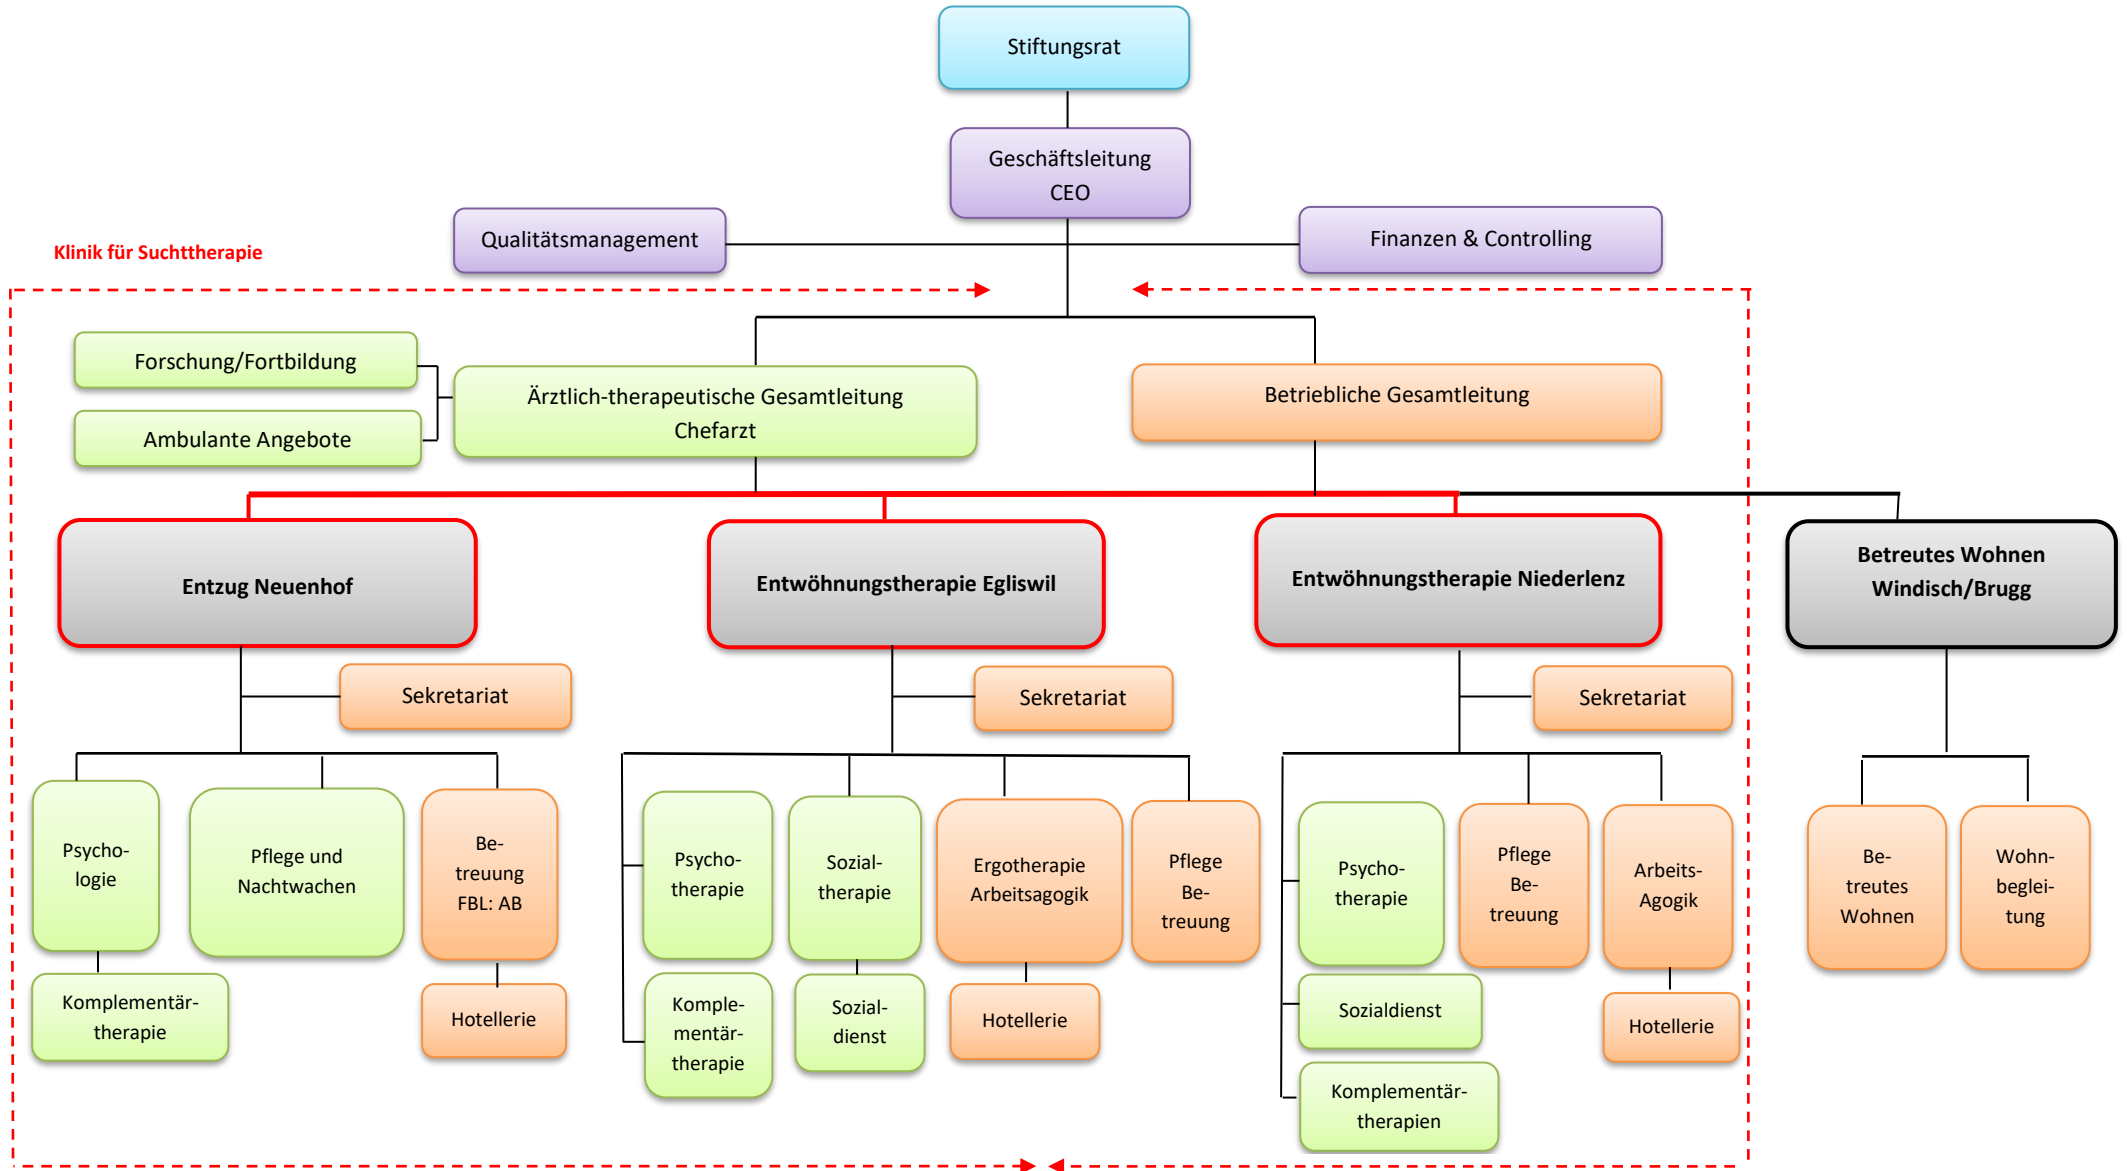 Stiftungsrat
Geschäftsleitung
CEO
Qualitätsmanagement
Finanzen & Controlling
Klinik für Suchttherapie
Forschung/Fortbildung
Ambulante Angebote
Ärztlich-therapeutische Gesamtleitung
Chefarzt
Betriebliche Gesamtleitung
Entzug Neuenhof
Entwöhnungstherapie Egliswil
Entwöhnungstherapie Niederlenz
Betreutes Wohnen
Windisch/Brugg
Sekretariat
Sekretariat
Sekretariat
Psycho-
logie
Pflege und
Nachtwachen
Be-
treuung
FBL: AB
Psycho-
therapie
Sozial-
therapie
Ergotherapie
Arbeitsagogik
Pflege
Be-
treuung
Psycho-
therapie
Pflege
Be-
treuung
Arbeits-
Agogik
Be-
treutes
Wohnen
Wohn-
beglei-
tung
Komplementär-
therapie
Hotellerie
Komple-
mentär-
therapie
Sozial-
dienst
Hotellerie
Sozialdienst
Hotellerie
Komplementär-
therapien